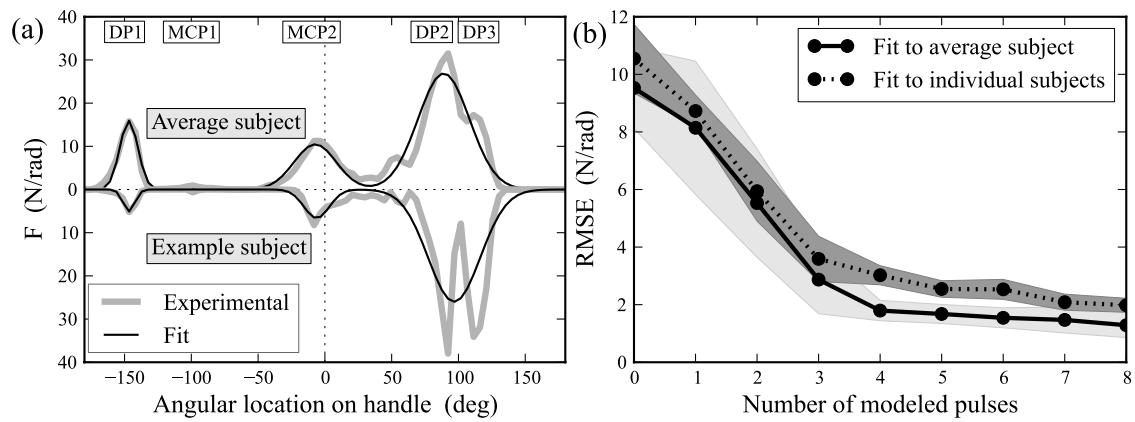 (a)
DP1 MCP1 MCP2 DP2 DP3
40
30
20
10
0
10
20
30
40
F (N/rad)
Average subject
Example subject
Experimental
Fit
−150 −100 −50 0 50 100 150
Angular location on handle (deg)
(b)
12
10
8
6
4
2
0
RMSE (N/rad)
Fit to average subject
Fit to individual subjects
0 1 2 3 4 5 6 7 8
Number of modeled pulses